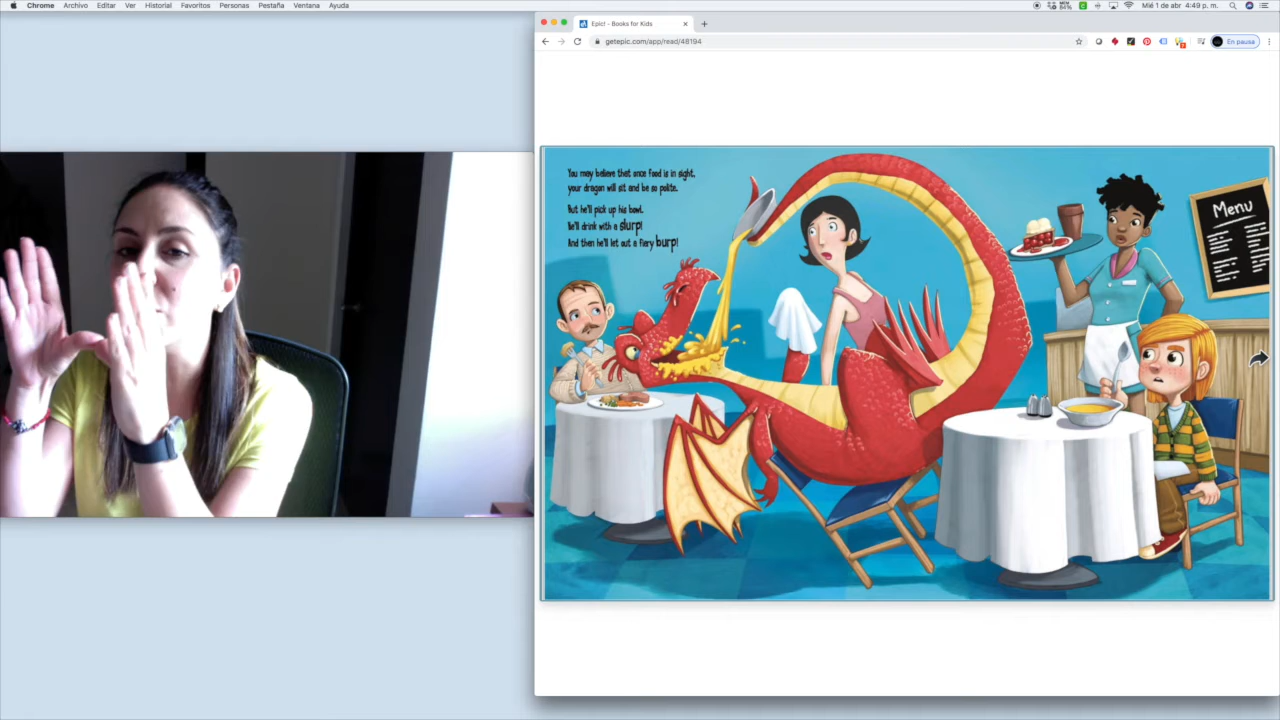 Chrome Archivo Editar Ver Historial Favoritos Personas Pestaña Ventana Ayuda
Mié 1 de abr 4:49 p. m.
Epic! - Books for Kids
getepic.com/app/read/48194
En pausa
You may believe that once food is in sight,
your dragon will sit and be so polite.
But he'll pick up his bowl.
He'll drink with a slurp!
And then he'll let out a fiery burp!
Menu